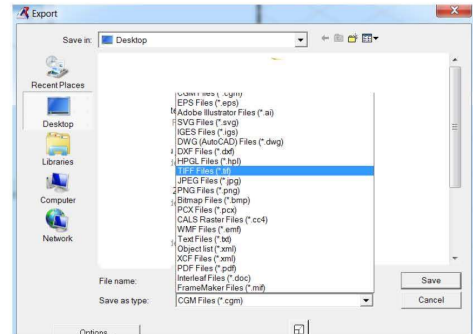 Export
Save in:
Desktop
Recent Places
Desktop
Libraries
Computer
Network
CGM Files (*.cgm)
EPS Files (*.eps)
Adobe Illustrator Files (*.ai)
SVG Files (*.svg)
IGES Files (*.igs)
DWG (AutoCAD) Files (*.dwg)
DXF Files (*.dxf)
HPGL Files (*.hpl)
TIFF Files (*.tif)
JPEG Files (*.jpg)
PNG Files (*.png)
Bitmap Files (*.bmp)
PCX Files (*.pcx)
CALS Raster Files (*.cc4)
WMF Files (*.emf)
Text Files (*.txt)
Object list (*.xml)
XCF Files (*.xml)
PDF Files (*.pdf)
Interleaf Files (*.doc)
FrameMaker Files (*.mif)
File name:
Save
Save as type:
CGM Files (*.cgm)
Cancel
Options